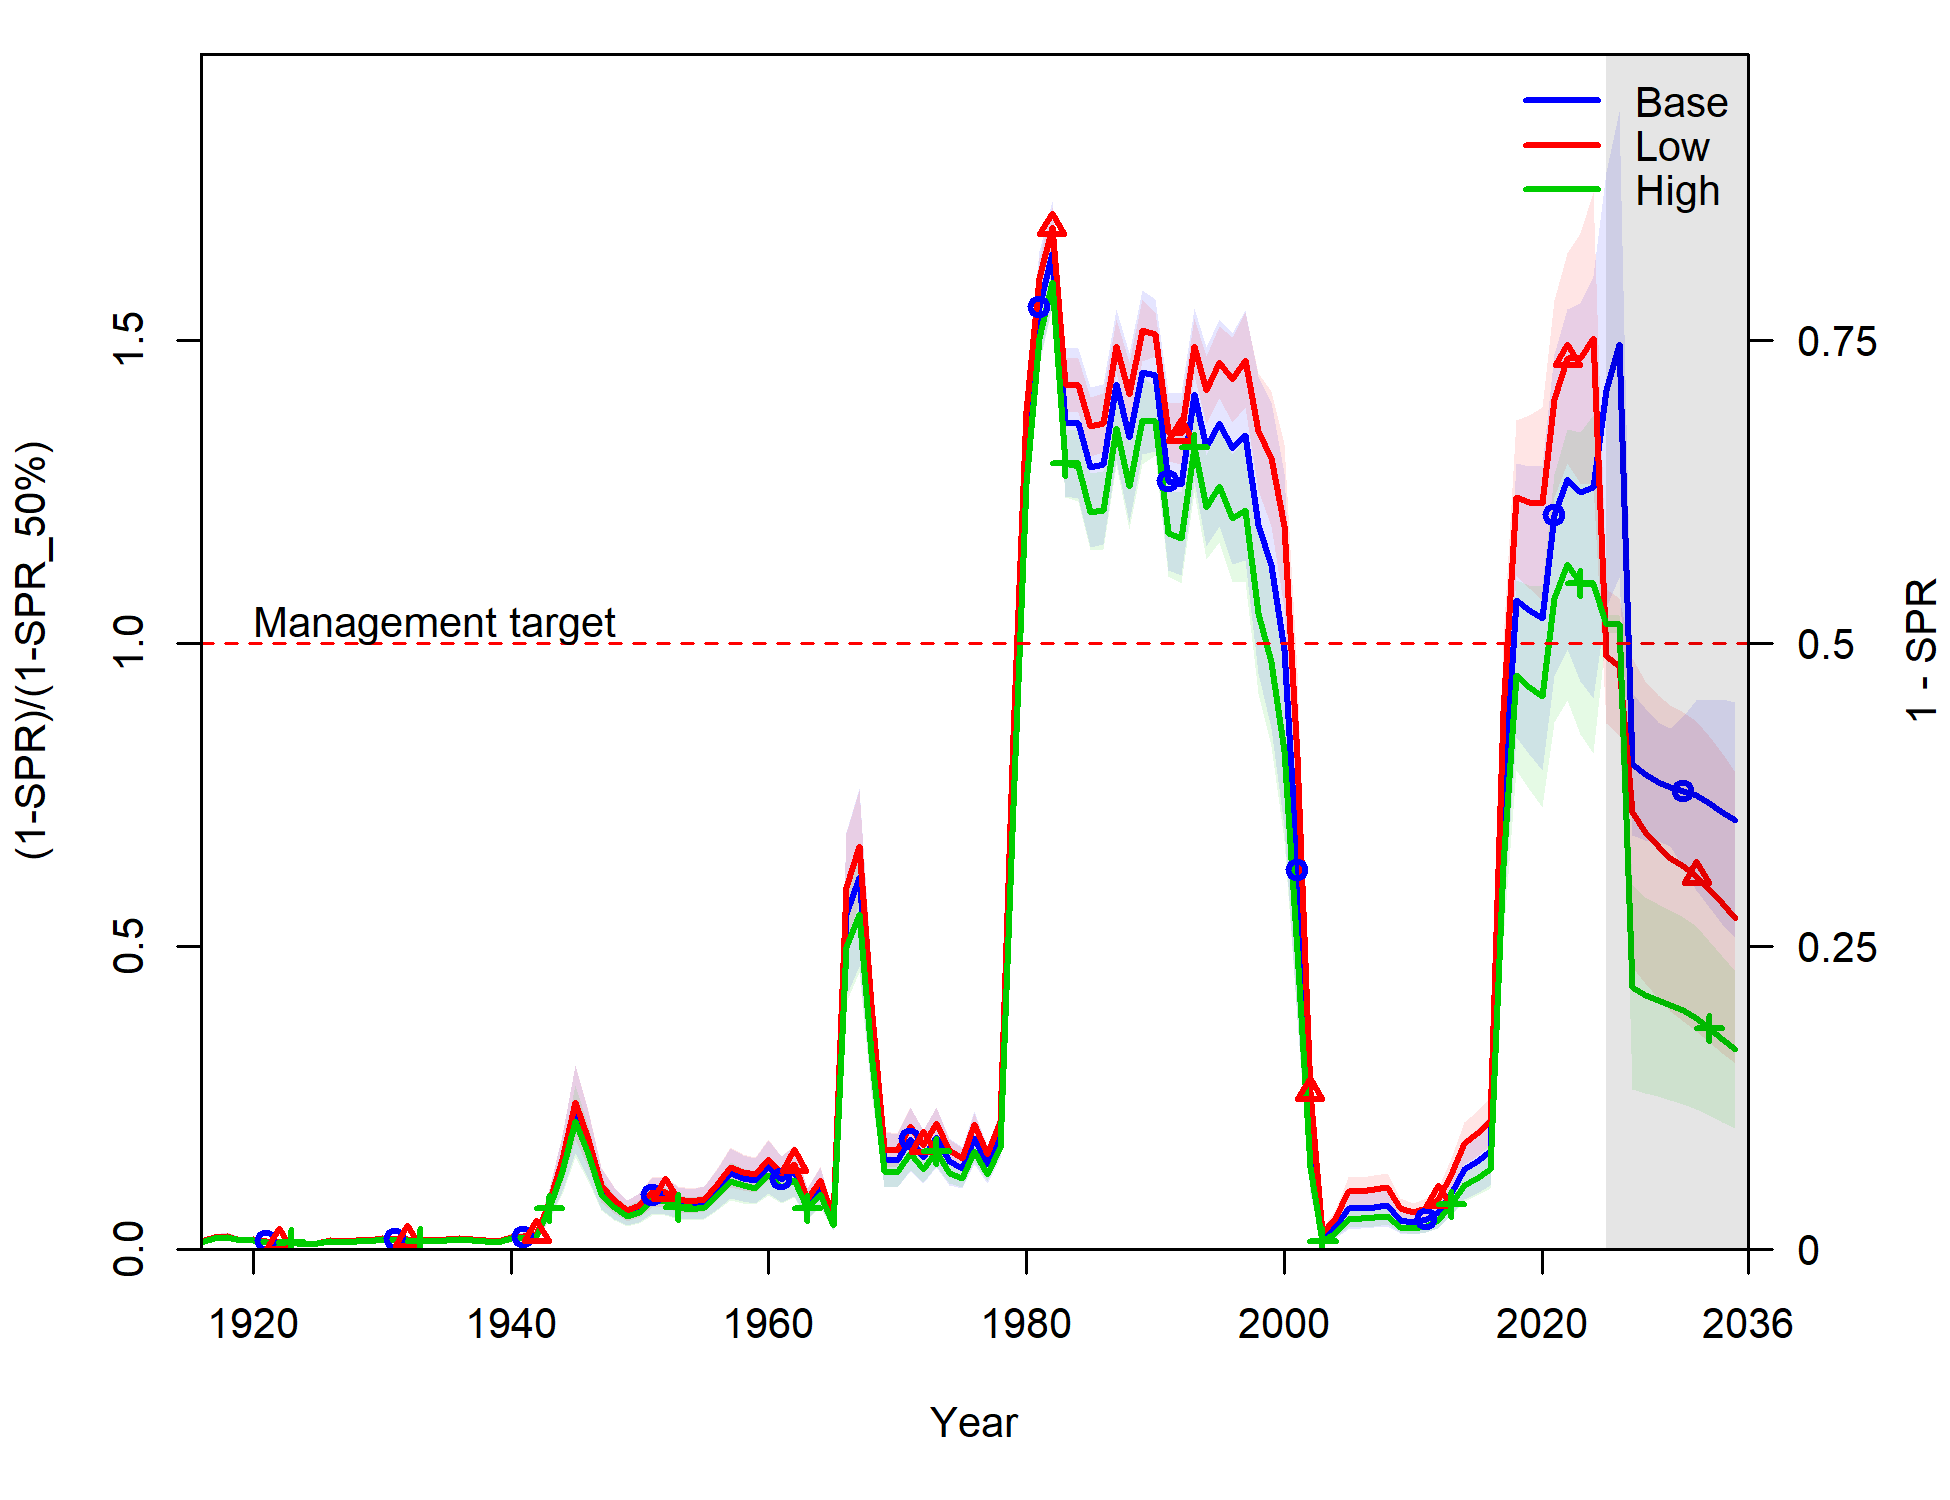 Base
Low
High
Management target
(1-SPR)/(1-SPR_50%)
0.0
0.5
1.0
1.5
1 - SPR
0
0.25
0.5
0.75
1920
1940
1960
1980
2000
2020
2036
Year